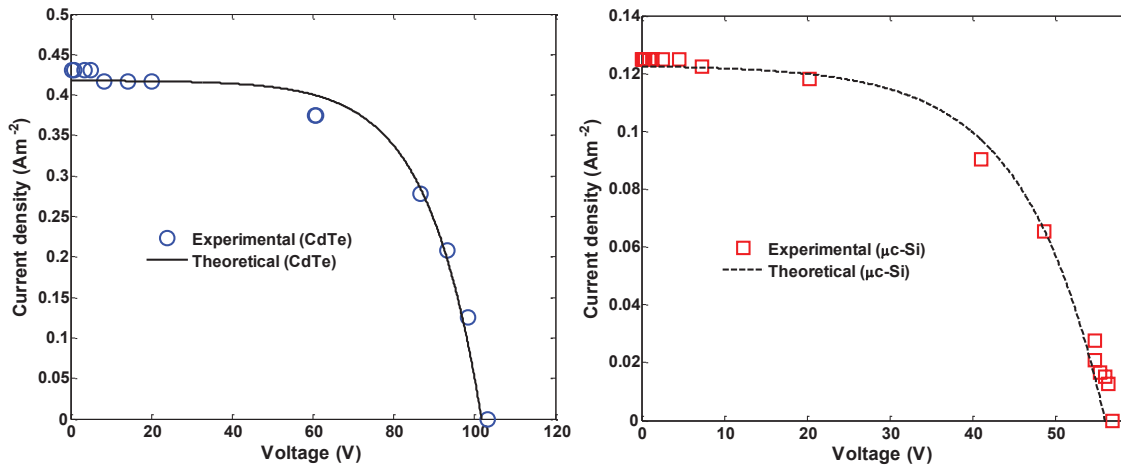 0.5
0.45
0.4
0.35
0.3
0.25
0.2
0.15
0.1
0.05
0
Current density (Am⁻²)
Experimental (CdTe)
Theoretical (CdTe)
0 20 40 60 80 100 120
Voltage (V)
0.14
0.12
0.1
0.08
0.06
0.04
0.02
0
Current density (Am⁻²)
Experimental (μc-Si)
Theoretical (μc-Si)
0 10 20 30 40 50
Voltage (V)